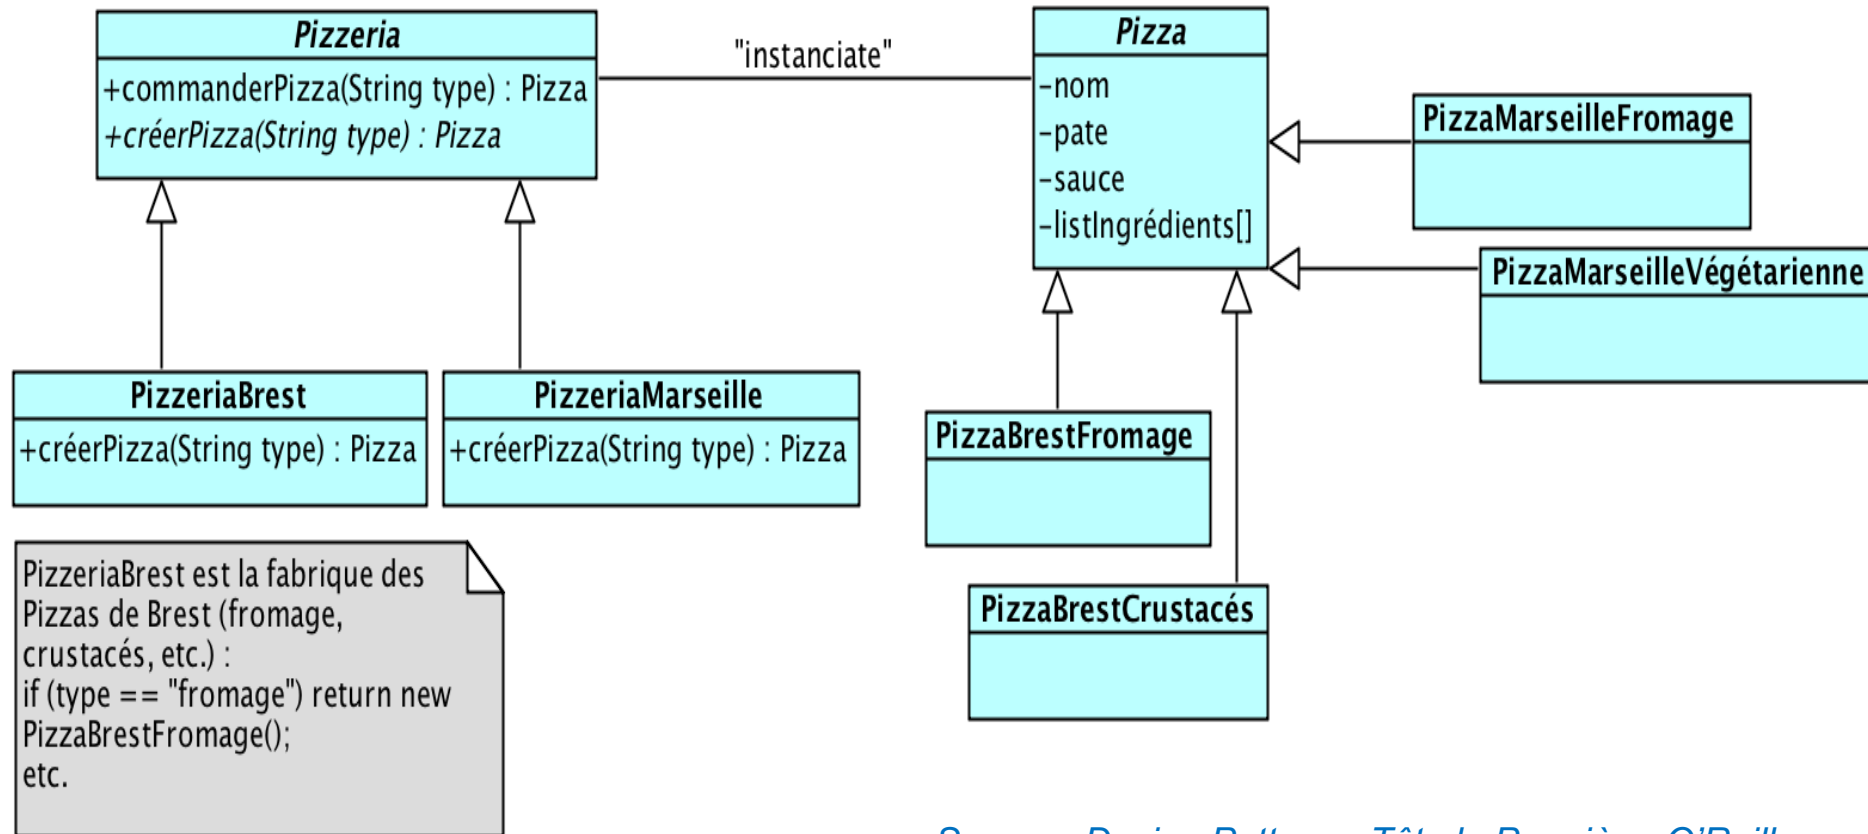 Pizzeria
+commanderPizza(String type) : Pizza
+créerPizza(String type) : Pizza
"instanciate"
Pizza
-nom
-pate
-sauce
-listIngrédients[]
PizzaMarseilleFromage
PizzaMarseilleVégétarienne
PizzeriaBrest
+créerPizza(String type) : Pizza
PizzeriaMarseille
+créerPizza(String type) : Pizza
PizzaBrestFromage
PizzaBrestCrustacés
PizzeriaBrest est la fabrique des
Pizzas de Brest (fromage,
crustacés, etc.) :
if (type == "fromage") return new
PizzaBrestFromage();
etc.